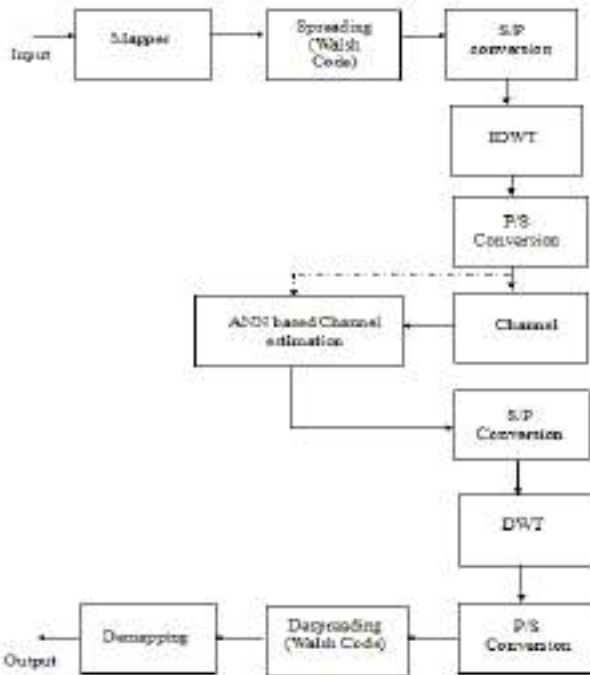 Input
Mapper
Spreading
(Walsh
Code)
S/P
conversion
IDWT
P/S
Conversion
Channel
ANN based Channel
estimation
S/P
Conversion
DWT
P/S
Conversion
Despreading
(Walsh Code)
Demapping
Output